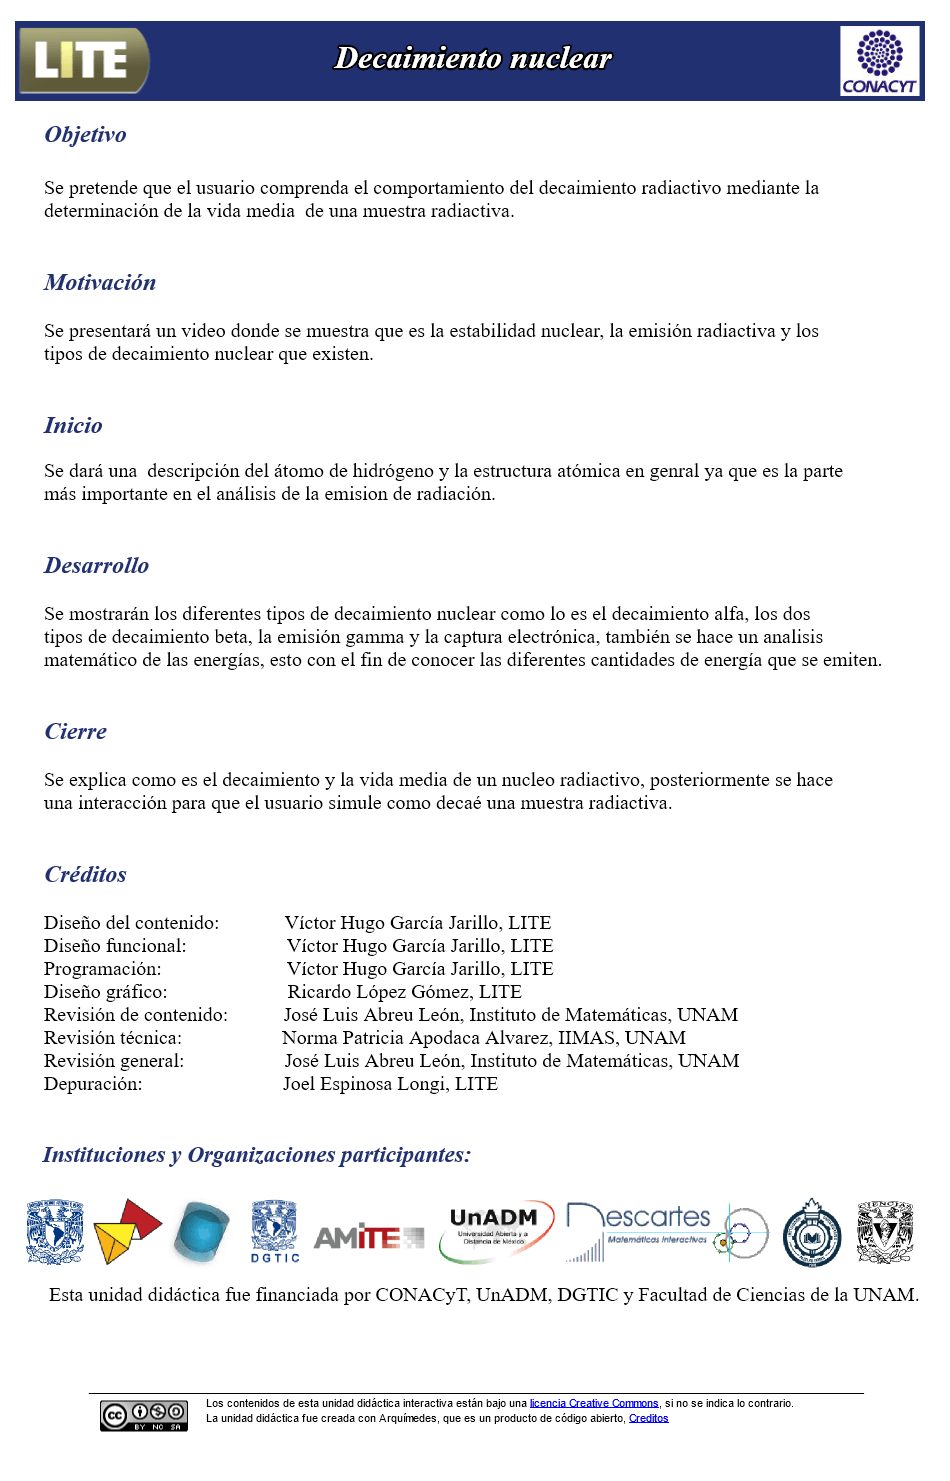 LITE
Decaimiento nuclear
CONACYT
Objetivo
Se pretende que el usuario comprenda el comportamiento del decaimiento radiactivo mediante la
determinación de la vida media  de una muestra radiactiva.
Motivación
Se presentará un video donde se muestra que es la estabilidad nuclear, la emisión radiactiva y los
tipos de decaimiento nuclear que existen.
Inicio
Se dará una  descripción del átomo de hidrógeno y la estructura atómica en genral ya que es la parte
más importante en el análisis de la emision de radiación.
Desarrollo
Se mostrarán los diferentes tipos de decaimiento nuclear como lo es el decaimiento alfa, los dos
tipos de decaimiento beta, la emisión gamma y la captura electrónica, también se hace un analisis
matemático de las energías, esto con el fin de conocer las diferentes cantidades de energía que se emiten.
Cierre
Se explica como es el decaimiento y la vida media de un nucleo radiactivo, posteriormente se hace
una interacción para que el usuario simule como decaé una muestra radiactiva.
Créditos
Diseño del contenido: Víctor Hugo García Jarillo, LITE
Diseño funcional: Víctor Hugo García Jarillo, LITE
Programación: Víctor Hugo García Jarillo, LITE
Diseño gráfico: Ricardo López Gómez, LITE
Revisión de contenido: José Luis Abreu León, Instituto de Matemáticas, UNAM
Revisión técnica: Norma Patricia Apodaca Alvarez, IIMAS, UNAM
Revisión general: José Luis Abreu León, Instituto de Matemáticas, UNAM
Depuración: Joel Espinosa Longi, LITE
Instituciones y Organizaciones participantes:
DGTIC
AMITE
UnADM
Universidad Abierta y a
Distancia de México
Descartes
Matemáticas Interactivas
Esta unidad didáctica fue financiada por CONACyT, UnADM, DGTIC y Facultad de Ciencias de la UNAM.
cc BY NC SA
Los contenidos de esta unidad didáctica interactiva están bajo una licencia Creative Commons, si no se indica lo contrario.
La unidad didáctica fue creada con Arquímedes, que es un producto de código abierto, Creditos